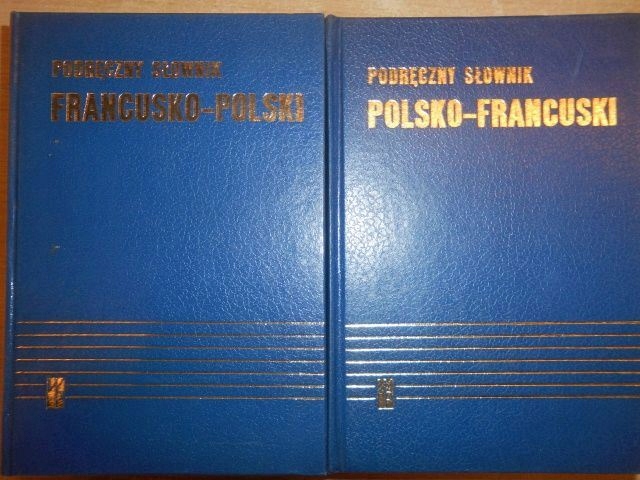 PODRĘCZNY SŁOWNIK
FRANCUSKO-POLSKI
PODRĘCZNY SŁOWNIK
POLSKO-FRANCUSKI